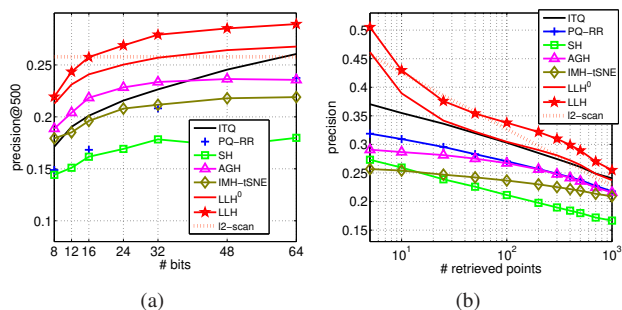 precision@500
0.25
0.2
0.15
0.1
8 12 16 24 32 48 64
# bits
ITQ
PQ−RR
SH
AGH
IMH−tSNE
LLH⁰
LLH
l2−scan
(a)
precision
0.5
0.45
0.4
0.35
0.3
0.25
0.2
0.15
10¹ 10² 10³
# retrieved points
ITQ
PQ−RR
SH
AGH
IMH−tSNE
LLH⁰
LLH
l2−scan
(b)